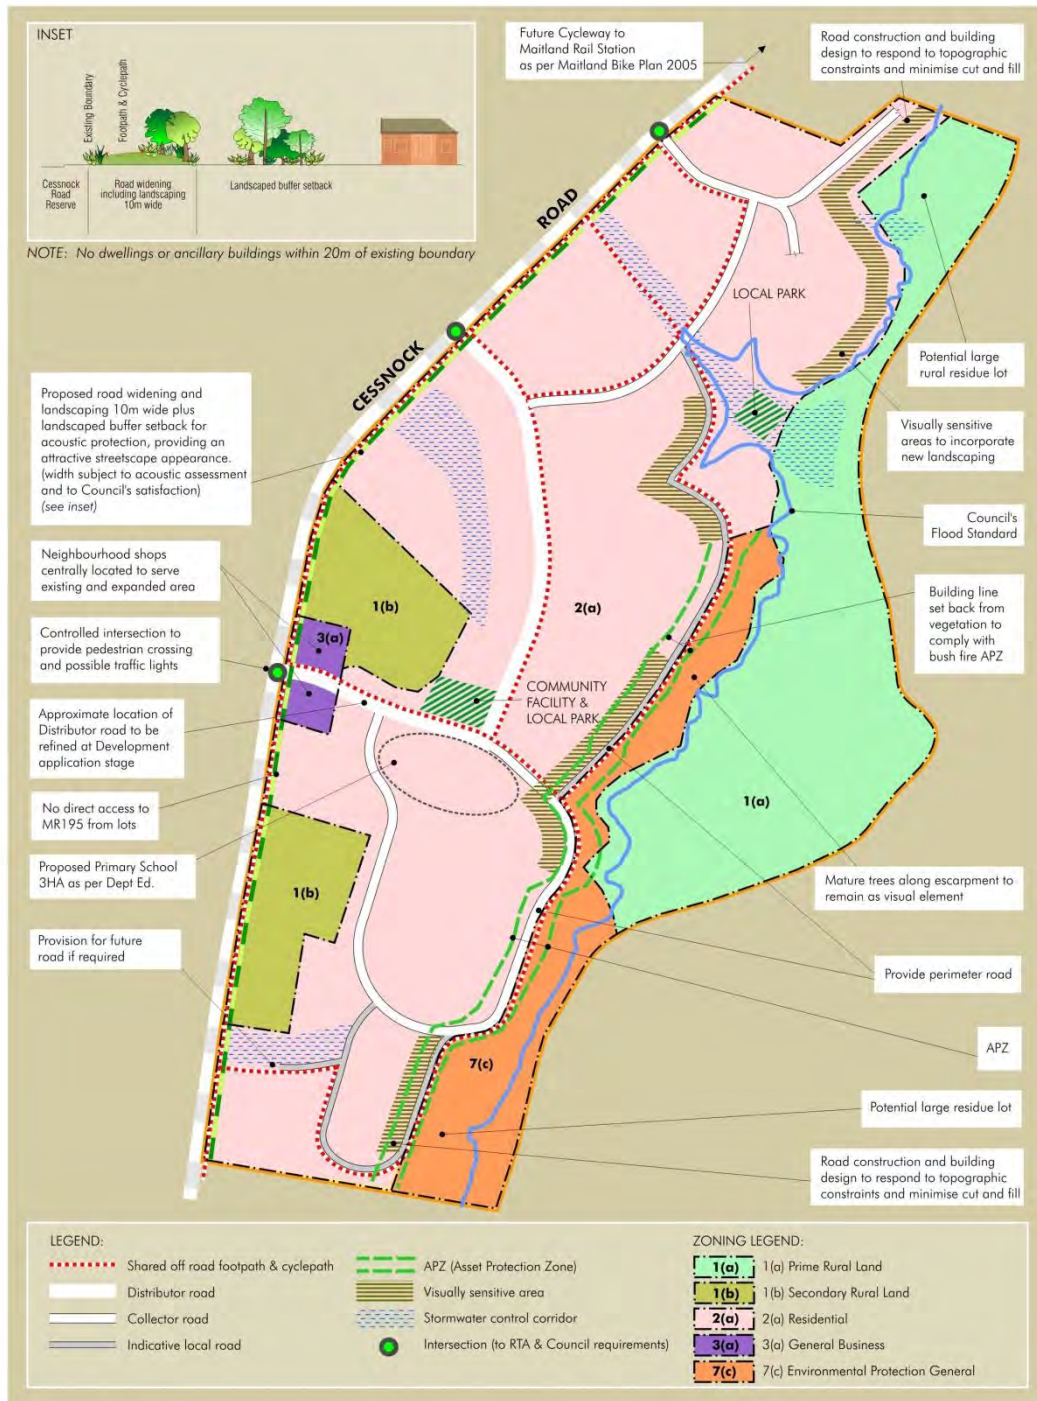 INSET
Existing Boundary
Footpath & Cyclepath
Cessnock
Road
Reserve
Road widening
including landscaping
10m wide
Landscaped buffer setback
NOTE: No dwellings or ancillary buildings within 20m of existing boundary
Future Cycleway to
Maitland Rail Station
as per Maitland Bike Plan 2005
Road construction and building
design to respond to topographic
constraints and minimise cut and fill
CESSNOCK ROAD
LOCAL PARK
Potential large
rural residue lot
Visually sensitive
areas to incorporate
new landscaping
Council's
Flood Standard
Building line
set back from
vegetation to
comply with
bush fire APZ
Proposed road widening and
landscaping 10m wide plus
landscaped buffer setback for
acoustic protection, providing an
attractive streetscape appearance.
(width subject to acoustic assessment
and to Council's satisfaction)
(see inset)
Neighbourhood shops
centrally located to serve
existing and expanded area
Controlled intersection to
provide pedestrian crossing
and possible traffic lights
Approximate location of
Distributor road to be
refined at Development
application stage
No direct access to
MR195 from lots
Proposed Primary School
3HA as per Dept Ed.
Provision for future
road if required
1(b)
3(a)
2(a)
COMMUNITY
FACILITY &
LOCAL PARK
1(a)
1(b)
7(c)
Mature trees along escarpment to
remain as visual element
Provide perimeter road
APZ
Potential large residue lot
Road construction and building
design to respond to topographic
constraints and minimise cut and fill
LEGEND:
Shared off road footpath & cyclepath
Distributor road
Collector road
Indicative local road
APZ (Asset Protection Zone)
Visually sensitive area
Stormwater control corridor
Intersection (to RTA & Council requirements)
ZONING LEGEND:
1(a) 1(a) Prime Rural Land
1(b) 1(b) Secondary Rural Land
2(a) 2(a) Residential
3(a) 3(a) General Business
7(c) 7(c) Environmental Protection General